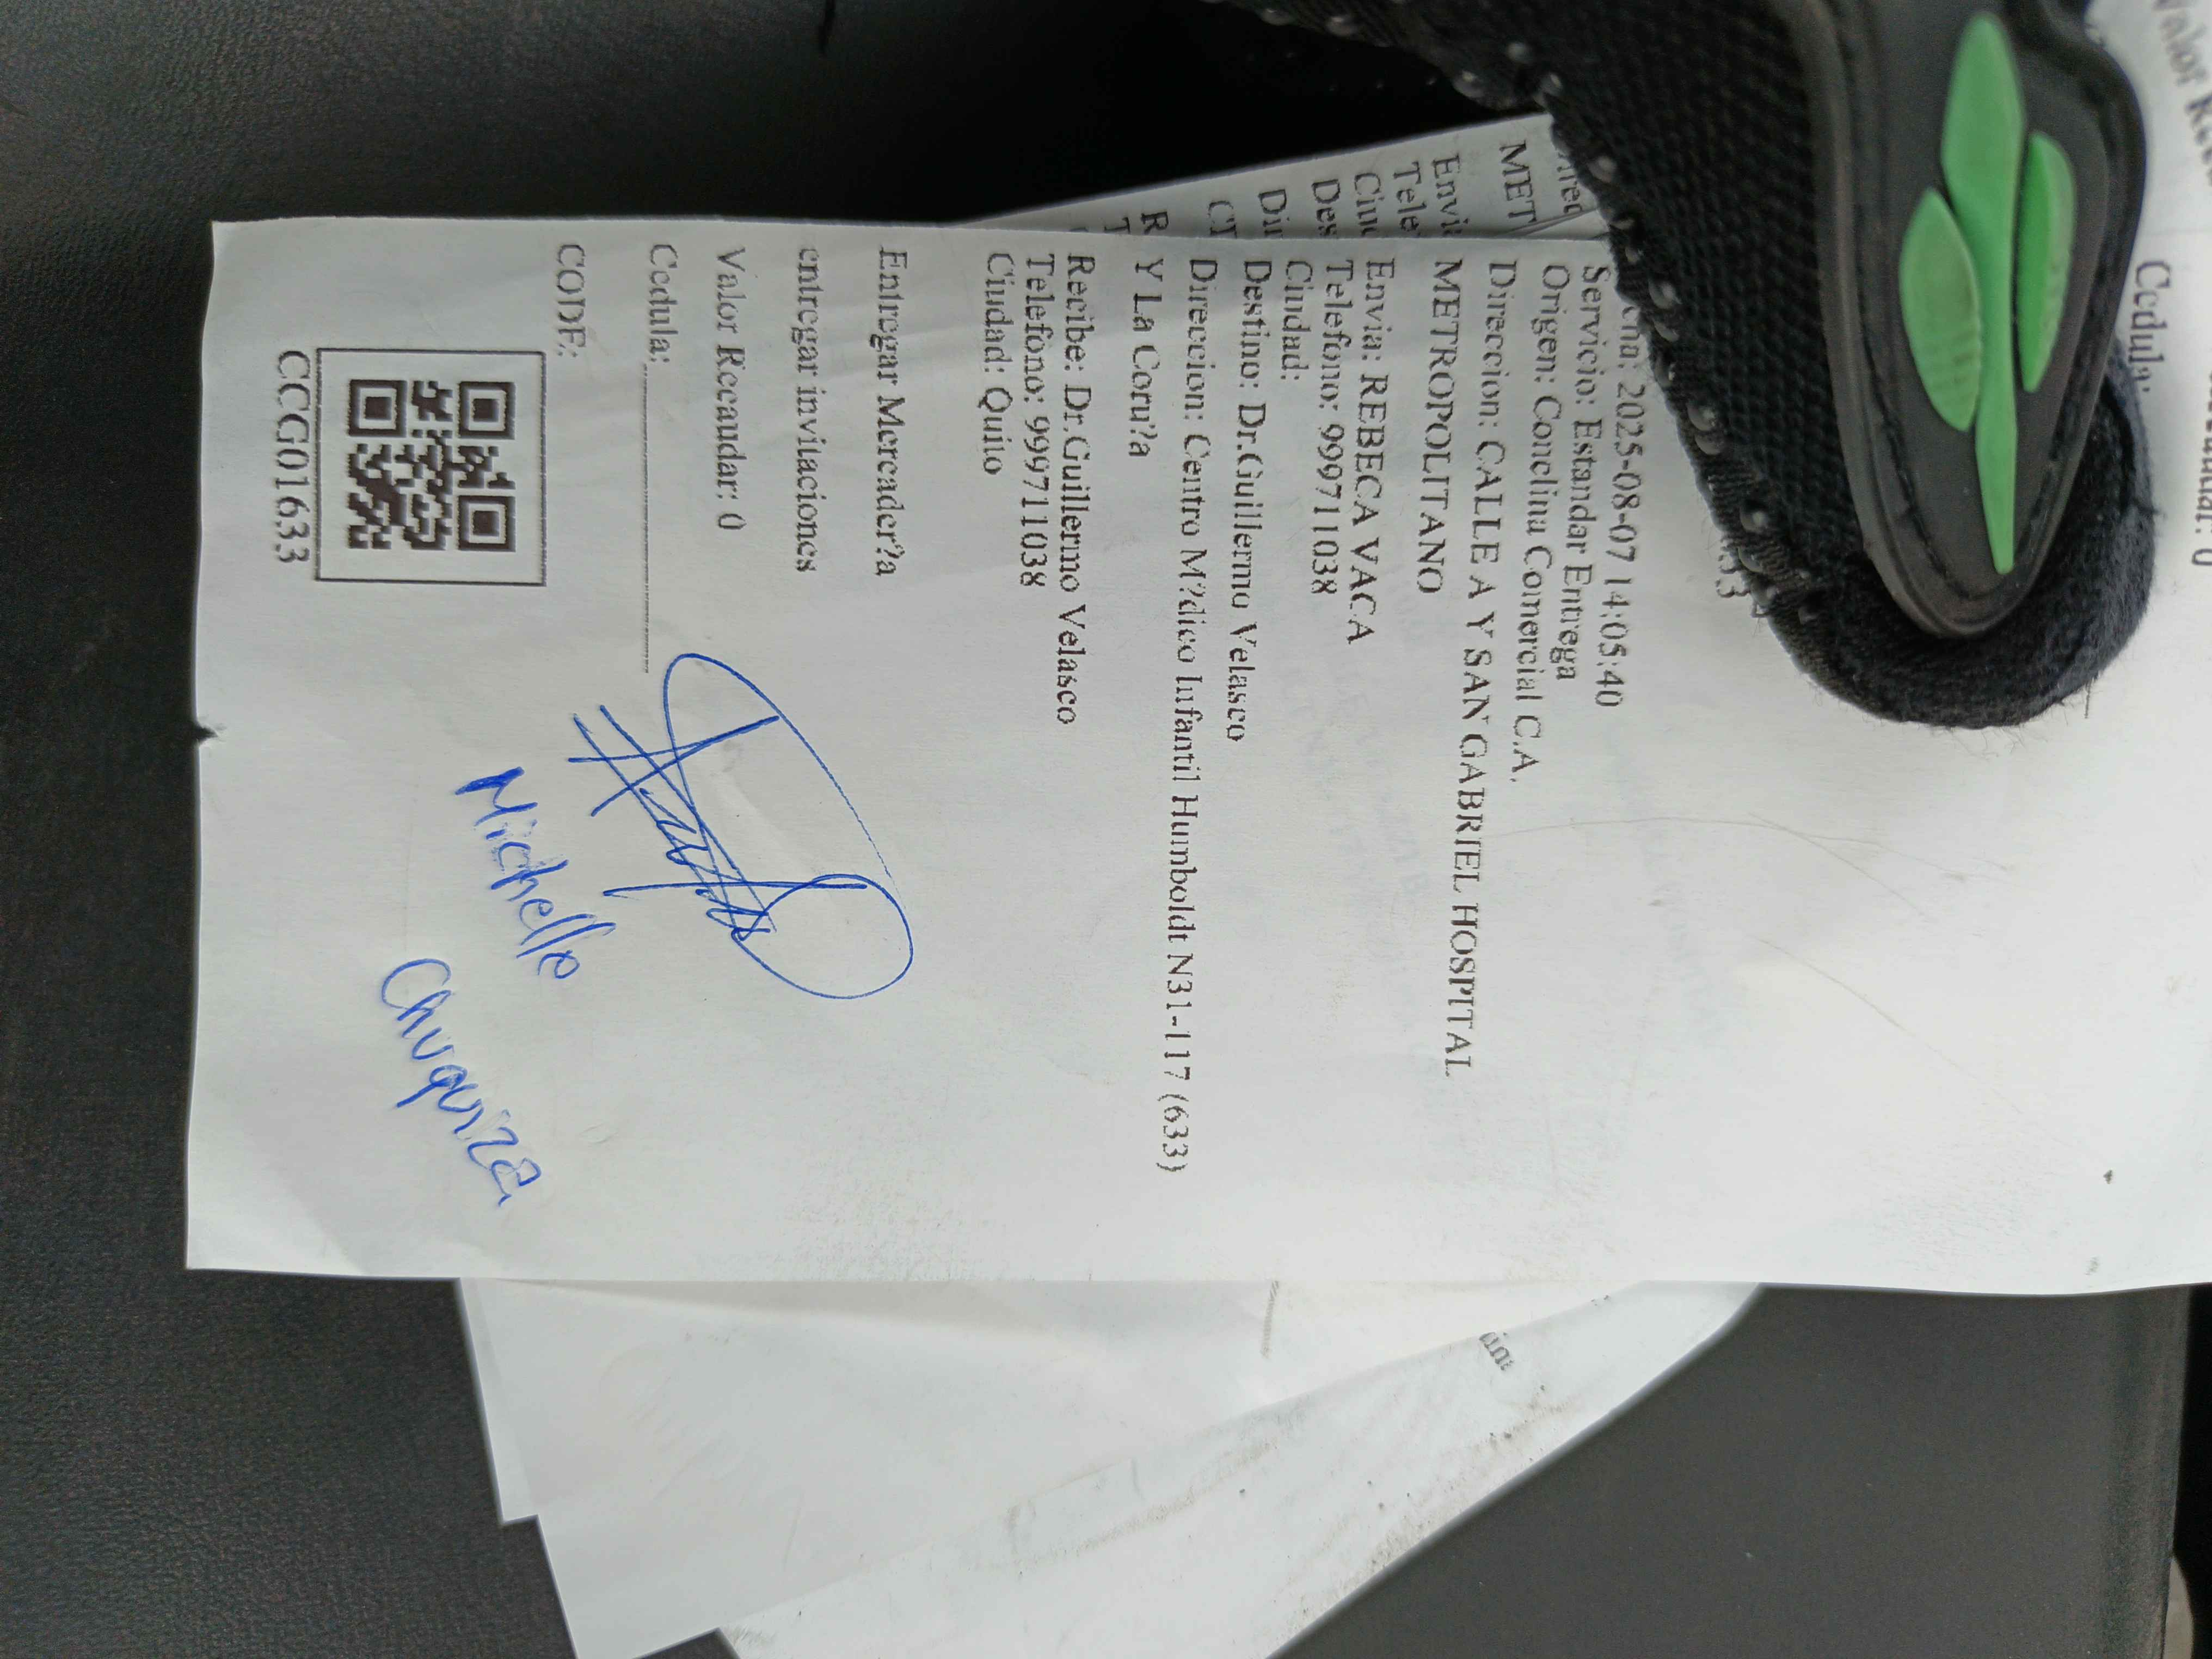 2025-08-07 14:05:40
Servicio: Estandar Entrega
Origen: Conclina Comercial C.A.
Direccion: CALLE A Y SAN GABRIEL HOSPITAL
METROPOLITANO
Envia: REBECA VACA
Telefono: 999711038
Ciudad:
Destino: Dr.Guillermo Velasco
Direccion: Centro M?dico Infantil Humboldt N31-117 (633)
Y La Coru?a
Recibe: Dr.Guillermo Velasco
Telefono: 999711038
Ciudad: Quito
Entregar Mercader?a
entregar invitaciones
Valor Recaudar: 0
Cedula:
CODE:
CCG01633
Michelle
Chuquiza
Cedula:
MET